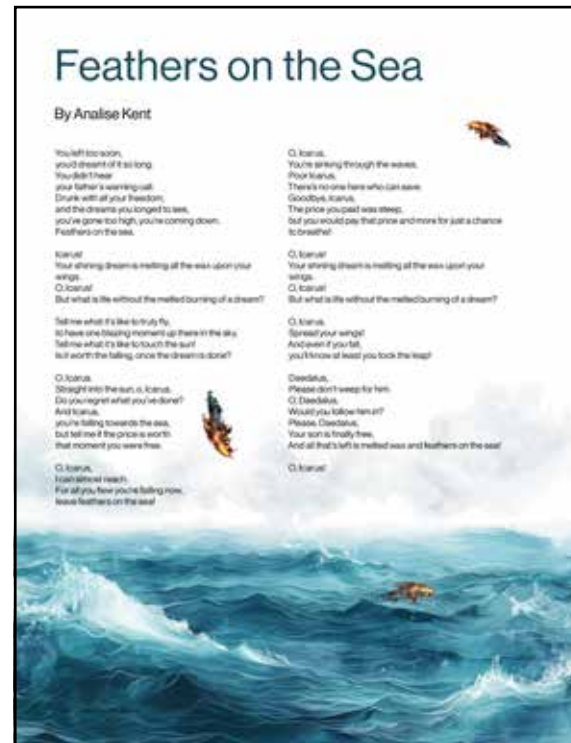 Feathers on the Sea
By Analise Kent
You left too soon,
you'd dreamt of it so long.
You didn't hear
your father's warning call.
Drunk with all your freedom,
and the dreams you longed to see,
you've gone too high, you're coming down.
Feathers on the sea.
Icarus!
Your shining dream is melting all the wax upon your
wings.
O, Icarus!
But what is life without the melted burning of a dream?
Tell me what it's like to truly fly,
to have one blazing moment up there in the sky.
Tell me what it's like to touch the sun!
Is it worth the falling, once the dream is done?
O, Icarus.
Straight into the sun, o, Icarus.
Do you regret what you've done?
And Icarus,
you're falling towards the sea,
but tell me if the price is worth
that moment you were free.
O, Icarus,
I can almost reach.
For all you flew you're falling now,
leave feathers on the sea!
O, Icarus,
You're sinking through the waves.
Poor Icarus,
There's no one here who can save.
Goodbye, Icarus,
The price you paid was steep,
but you would pay that price and more for just a chance
to breathe!
O, Icarus!
Your shining dream is melting all the wax upon your
wings.
O, Icarus!
But what is life without the melted burning of a dream?
O, Icarus,
Spread your wings!
And even if you fall,
you'll know at least you took the leap!
Daedalus,
Please don't weep for him.
O, Daedalus,
Would you follow him in?
Please, Daedalus,
Your son is finally free,
And all that's left is melted wax and feathers on the sea!
O, Icarus!